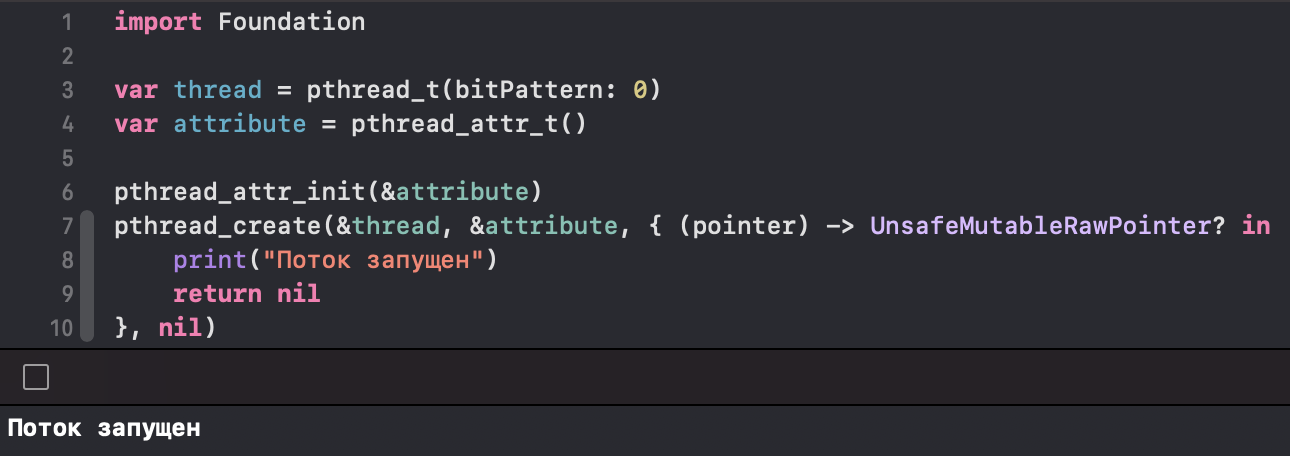 1 import Foundation
2
3 var thread = pthread_t(bitPattern: 0)
4 var attribute = pthread_attr_t()
5
6 pthread_attr_init(&attribute)
7 pthread_create(&thread, &attribute, { (pointer) -> UnsafeMutableRawPointer? in
8     print("Поток запущен")
9     return nil
10 }, nil)
Поток запущен